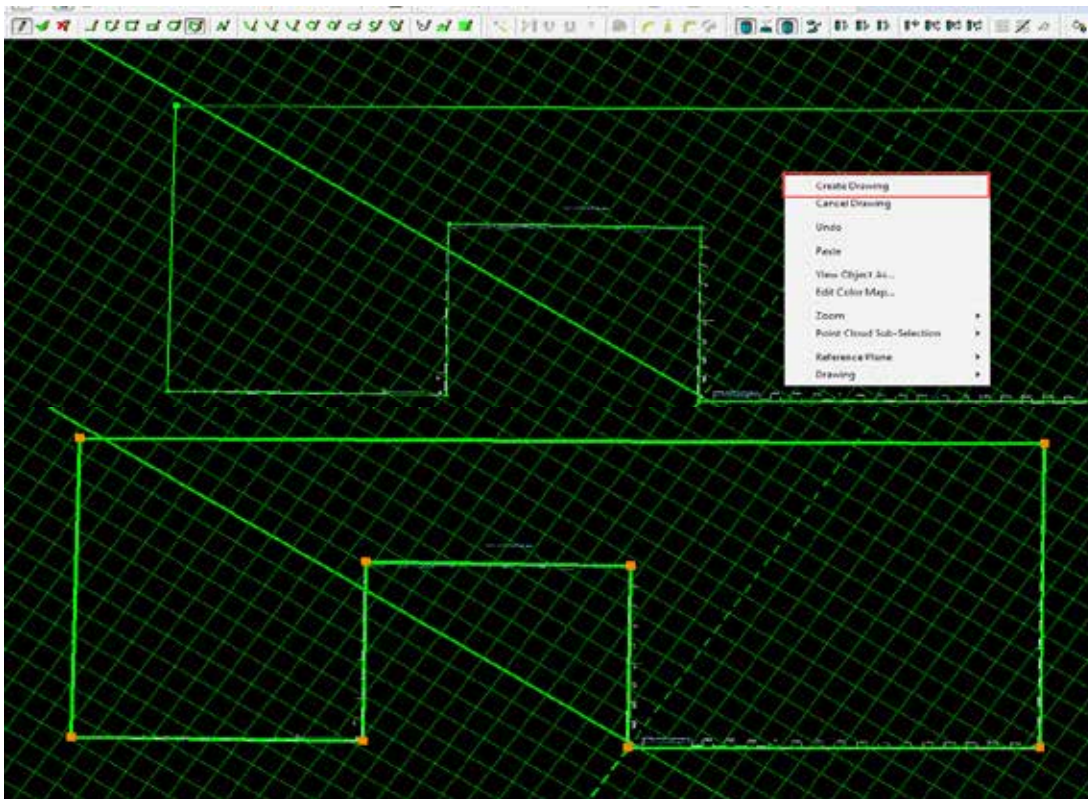 Create Drawing
Cancel Drawing
Undo
Paste
View Object As...
Edit Color Map...
Zoom
Point Cloud Sub-Selection
Reference Plane
Drawing